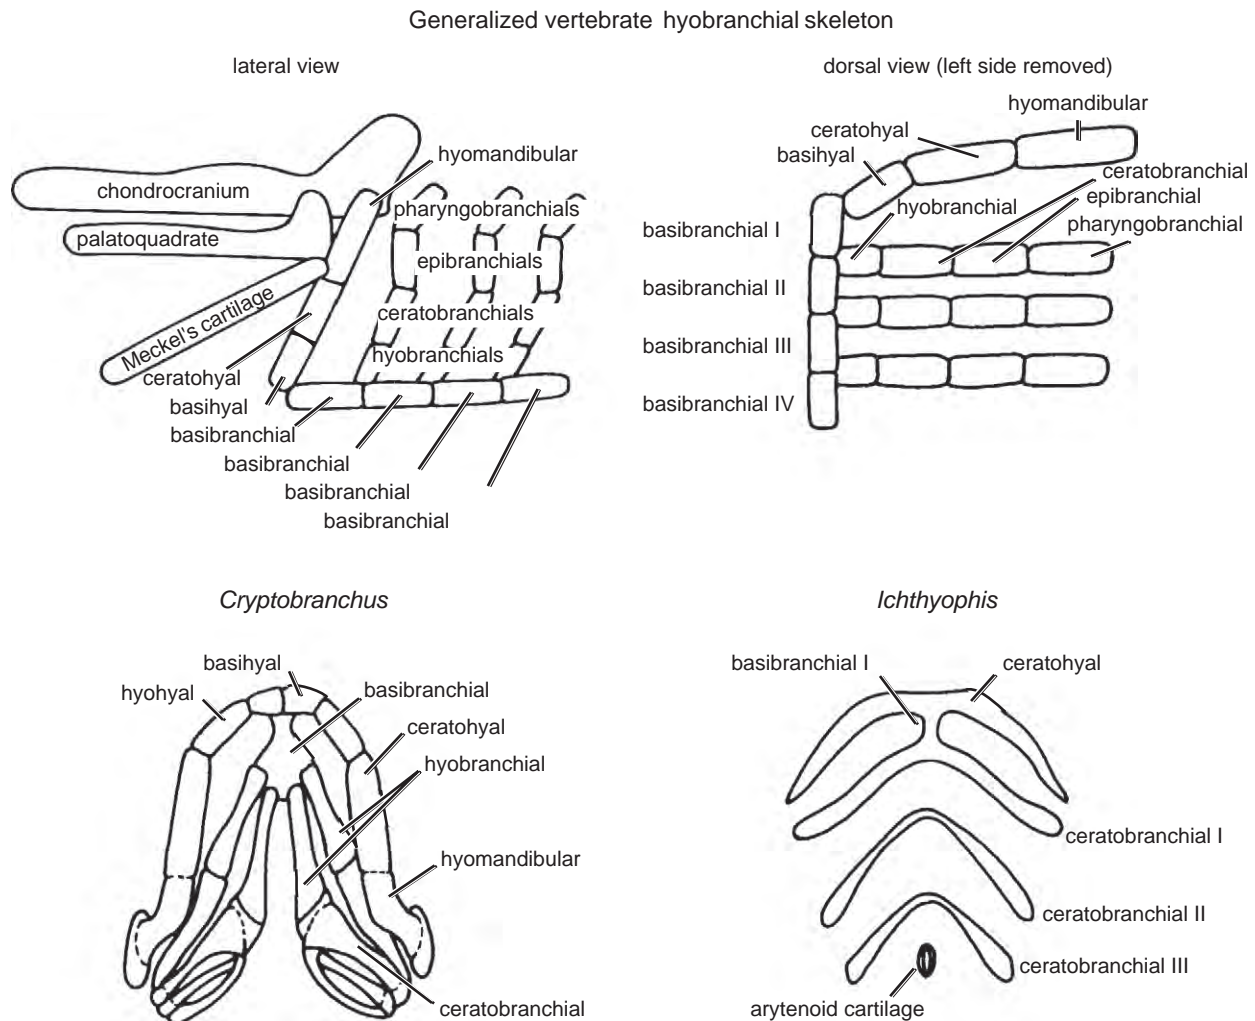 Generalized vertebrate hyobranchial skeleton
lateral view
chondrocranium
palatoquadrate
Meckel's cartilage
hyomandibular
pharyngobranchials
epibranchials
ceratobranchials
hyobranchials
ceratohyal
basihyal
basibranchial
basibranchial
basibranchial
basibranchial
dorsal view (left side removed)
hyomandibular
ceratohyal
basihyal
ceratobranchial
epibranchial
hyobranchial
pharyngobranchial
basibranchial I
basibranchial II
basibranchial III
basibranchial IV
Cryptobranchus
basihyal
hyohyal
basibranchial
ceratohyal
hyobranchial
hyomandibular
ceratobranchial
Ichthyophis
basibranchial I
ceratohyal
ceratobranchial I
ceratobranchial II
ceratobranchial III
arytenoid cartilage